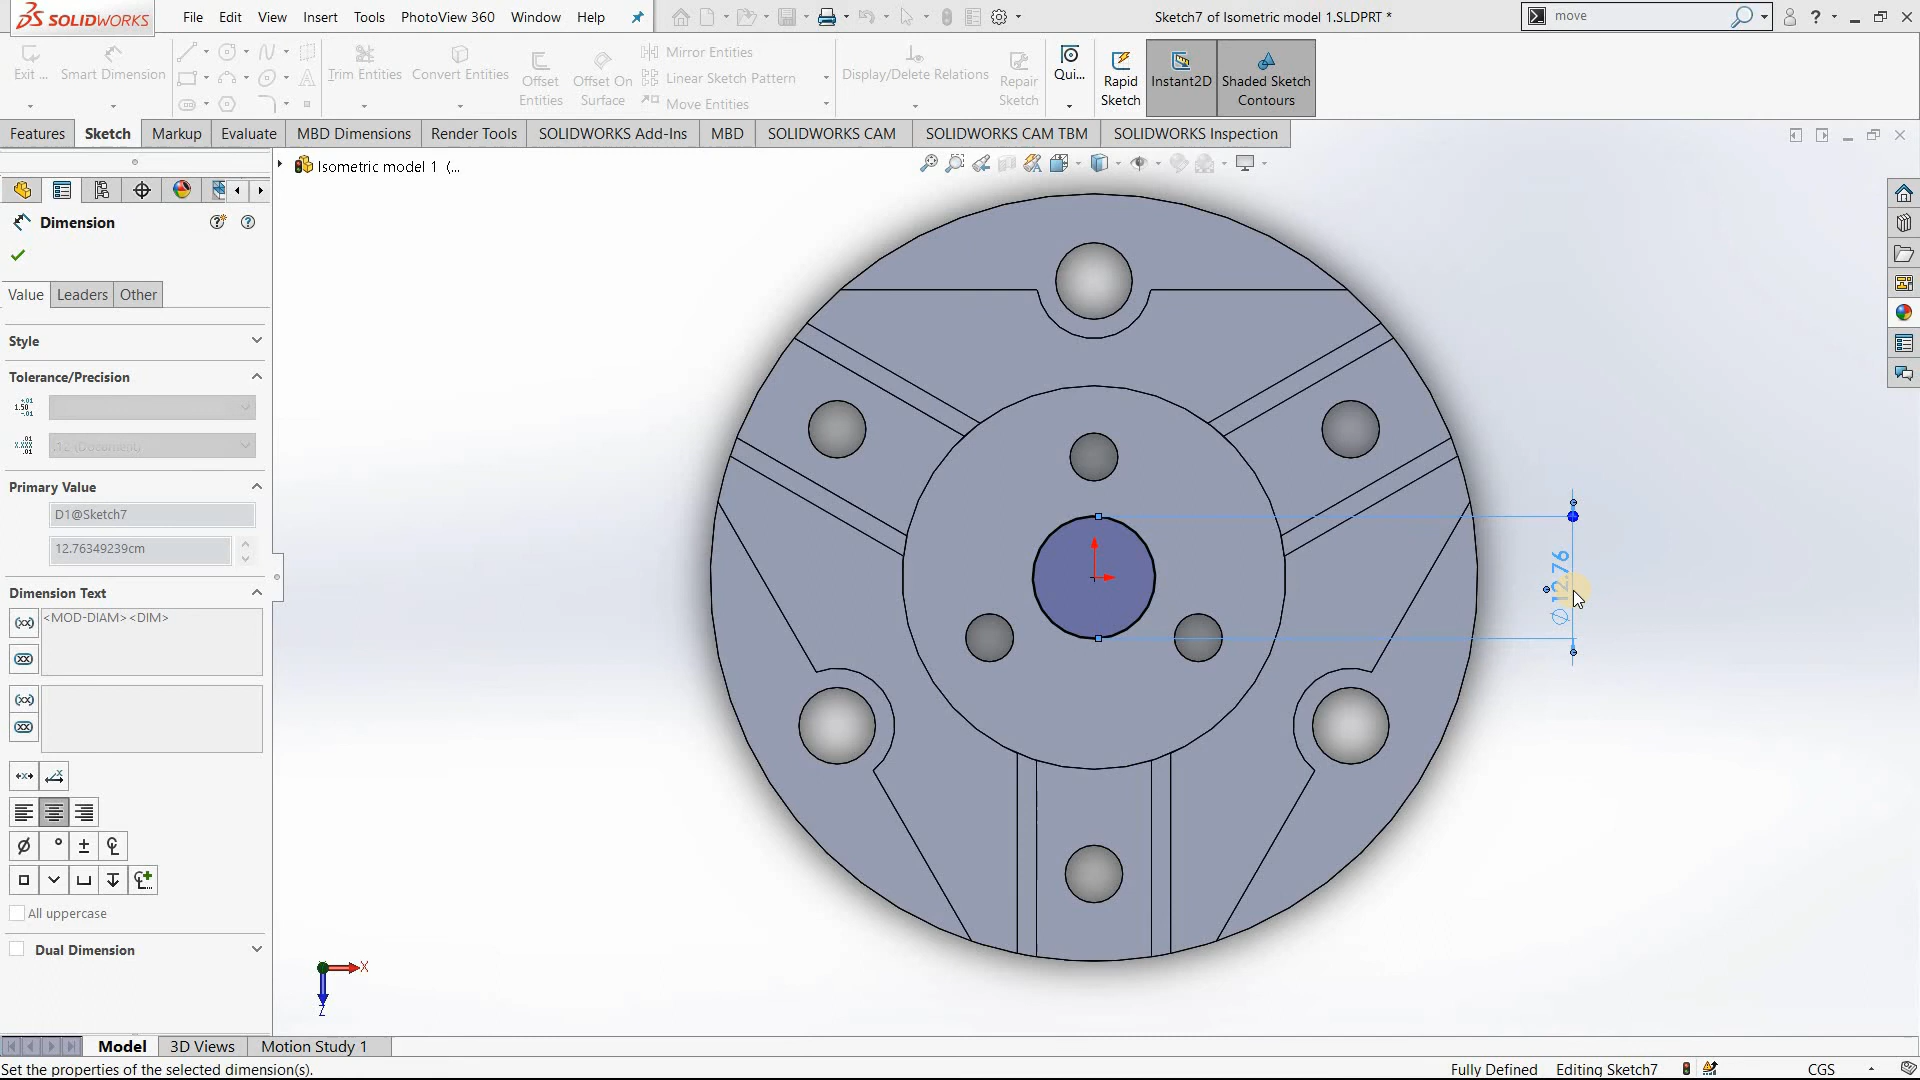 SOLIDWORKS
File Edit View Insert Tools PhotoView 360 Window Help
Sketch7 of Isometric model 1.SLDPRT *
move
Exit ...
Smart Dimension
Trim Entities
Convert Entities
Offset Entities
Offset On Surface
Mirror Entities
Linear Sketch Pattern
Move Entities
Display/Delete Relations
Repair Sketch
Qui...
Rapid Sketch
Instant2D
Shaded Sketch Contours
Features Sketch Markup Evaluate MBD Dimensions Render Tools SOLIDWORKS Add-Ins MBD SOLIDWORKS CAM SOLIDWORKS CAM TBM SOLIDWORKS Inspection
Isometric model 1 (...
Dimension
Value Leaders Other
Style
Tolerance/Precision
.12 (Document)
Primary Value
D1@Sketch7
12.76349239cm
Dimension Text
<MOD-DIAM><DIM>
All uppercase
Dual Dimension
∅12.76
X
Z
Model 3D Views Motion Study 1
Set the properties of the selected dimension(s).
Fully Defined Editing Sketch7 CGS